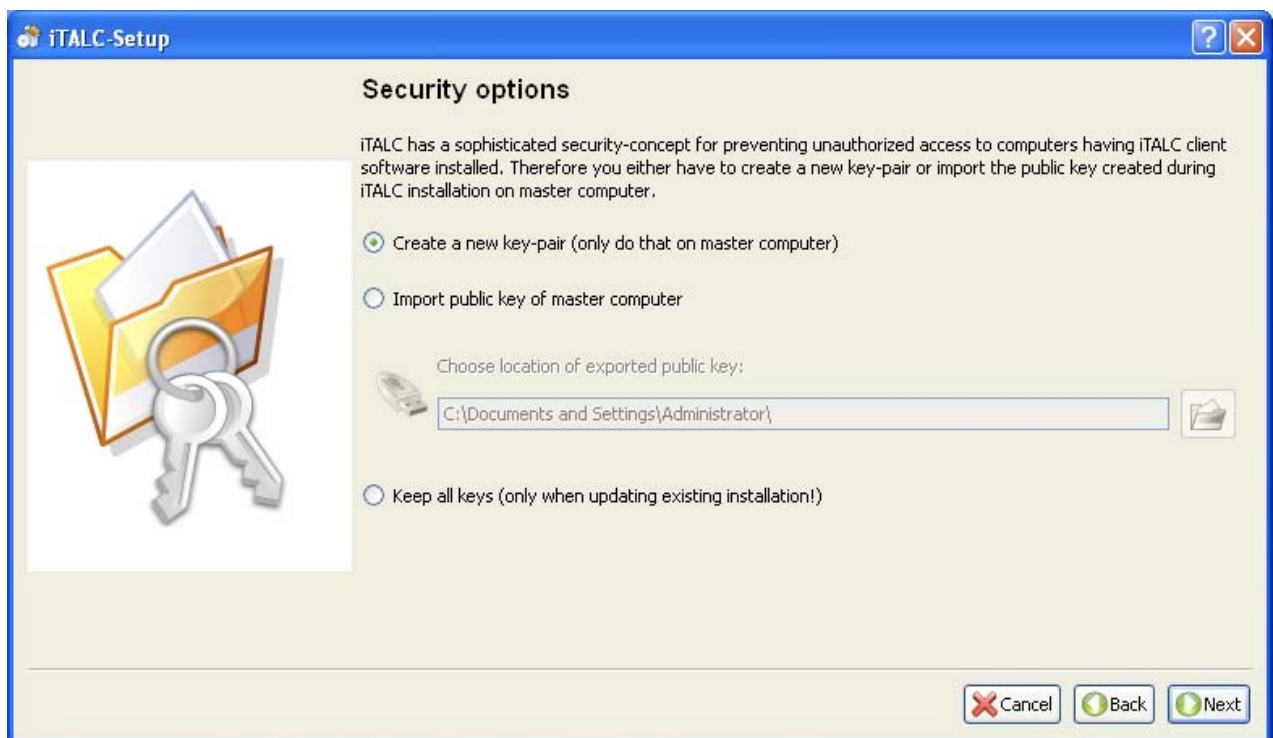 iTALC-Setup
Security options
iTALC has a sophisticated security-concept for preventing unauthorized access to computers having iTALC client
software installed. Therefore you either have to create a new key-pair or import the public key created during
iTALC installation on master computer.
Create a new key-pair (only do that on master computer)
Import public key of master computer
Choose location of exported public key:
C:\Documents and Settings\Administrator\
Keep all keys (only when updating existing installation!)
Cancel Back Next